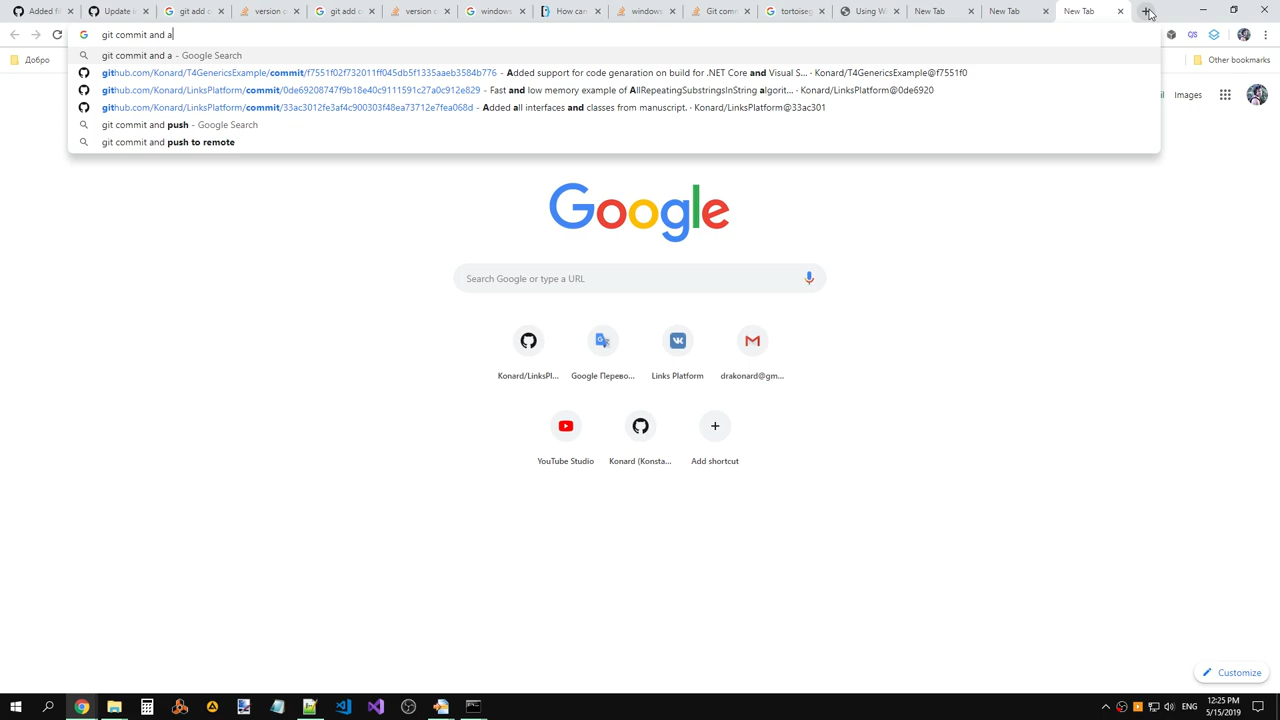 Added fil
Update in
git add c
version c
git add c
version c
windows
How can
windows
Git comm
tortoiseg
Using Wi
New Tab
New Tab
New Tab
git commit and a
git commit and a - Google Search
github.com/Konard/T4GenericsExample/commit/f7551f02f732011ff045db5f1335aaeb3584b776 - Added support for code genaration on build for .NET Core and Visual S... · Konard/T4GenericsExample@f7551f0
github.com/Konard/LinksPlatform/commit/0de69208747f9b18e40c9111591c27a0c912e829 - Fast and low memory example of AllRepeatingSubstringsInString algorit... · Konard/LinksPlatform@0de6920
github.com/Konard/LinksPlatform/commit/33ac3012fe3af4c900303f48ea73712e7fea068d - Added all interfaces and classes from manuscript. · Konard/LinksPlatform@33ac301
git commit and push - Google Search
git commit and push to remote
Добро
Other bookmarks
Images
Google
Search Google or type a URL
Konard/LinksPl...
Google Перево...
Links Platform
drakonard@gm...
YouTube Studio
Konard (Konsta...
Add shortcut
Customize
ENG
12:25 PM
5/15/2019